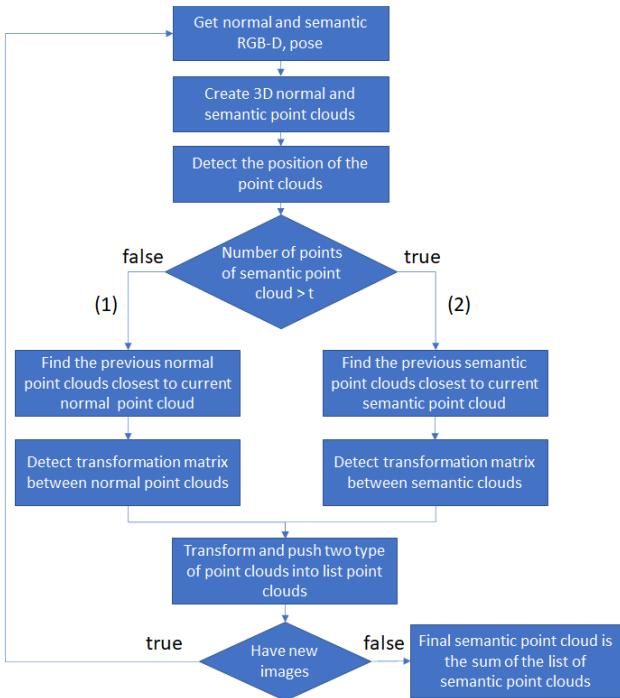 Get normal and semantic
RGB-D, pose
Create 3D normal and
semantic point clouds
Detect the position of the
point clouds
false
Number of points
of semantic point
cloud > t
true
(1)
(2)
Find the previous normal
point clouds closest to current
normal point cloud
Find the previous semantic
point clouds closest to current
semantic point cloud
Detect transformation matrix
between normal point clouds
Detect transformation matrix
between semantic clouds
Transform and push two type
of point clouds into list point
clouds
true
Have new
images
false
Final semantic point cloud is
the sum of the list of
semantic point clouds